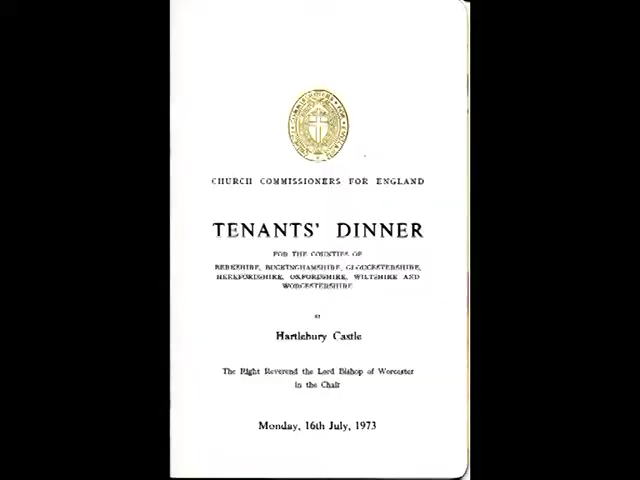 CHURCH COMMISSIONERS FOR ENGLAND
TENANTS' DINNER
FOR THE COUNTIES OF
BERKSHIRE, BUCKINGHAMSHIRE, GLOUCESTERSHIRE,
HEREFORDSHIRE, OXFORDSHIRE, WILTSHIRE AND
WORCESTERSHIRE
at
Hartlebury Castle
The Right Reverend the Lord Bishop of Worcester
in the Chair
Monday, 16th July, 1973